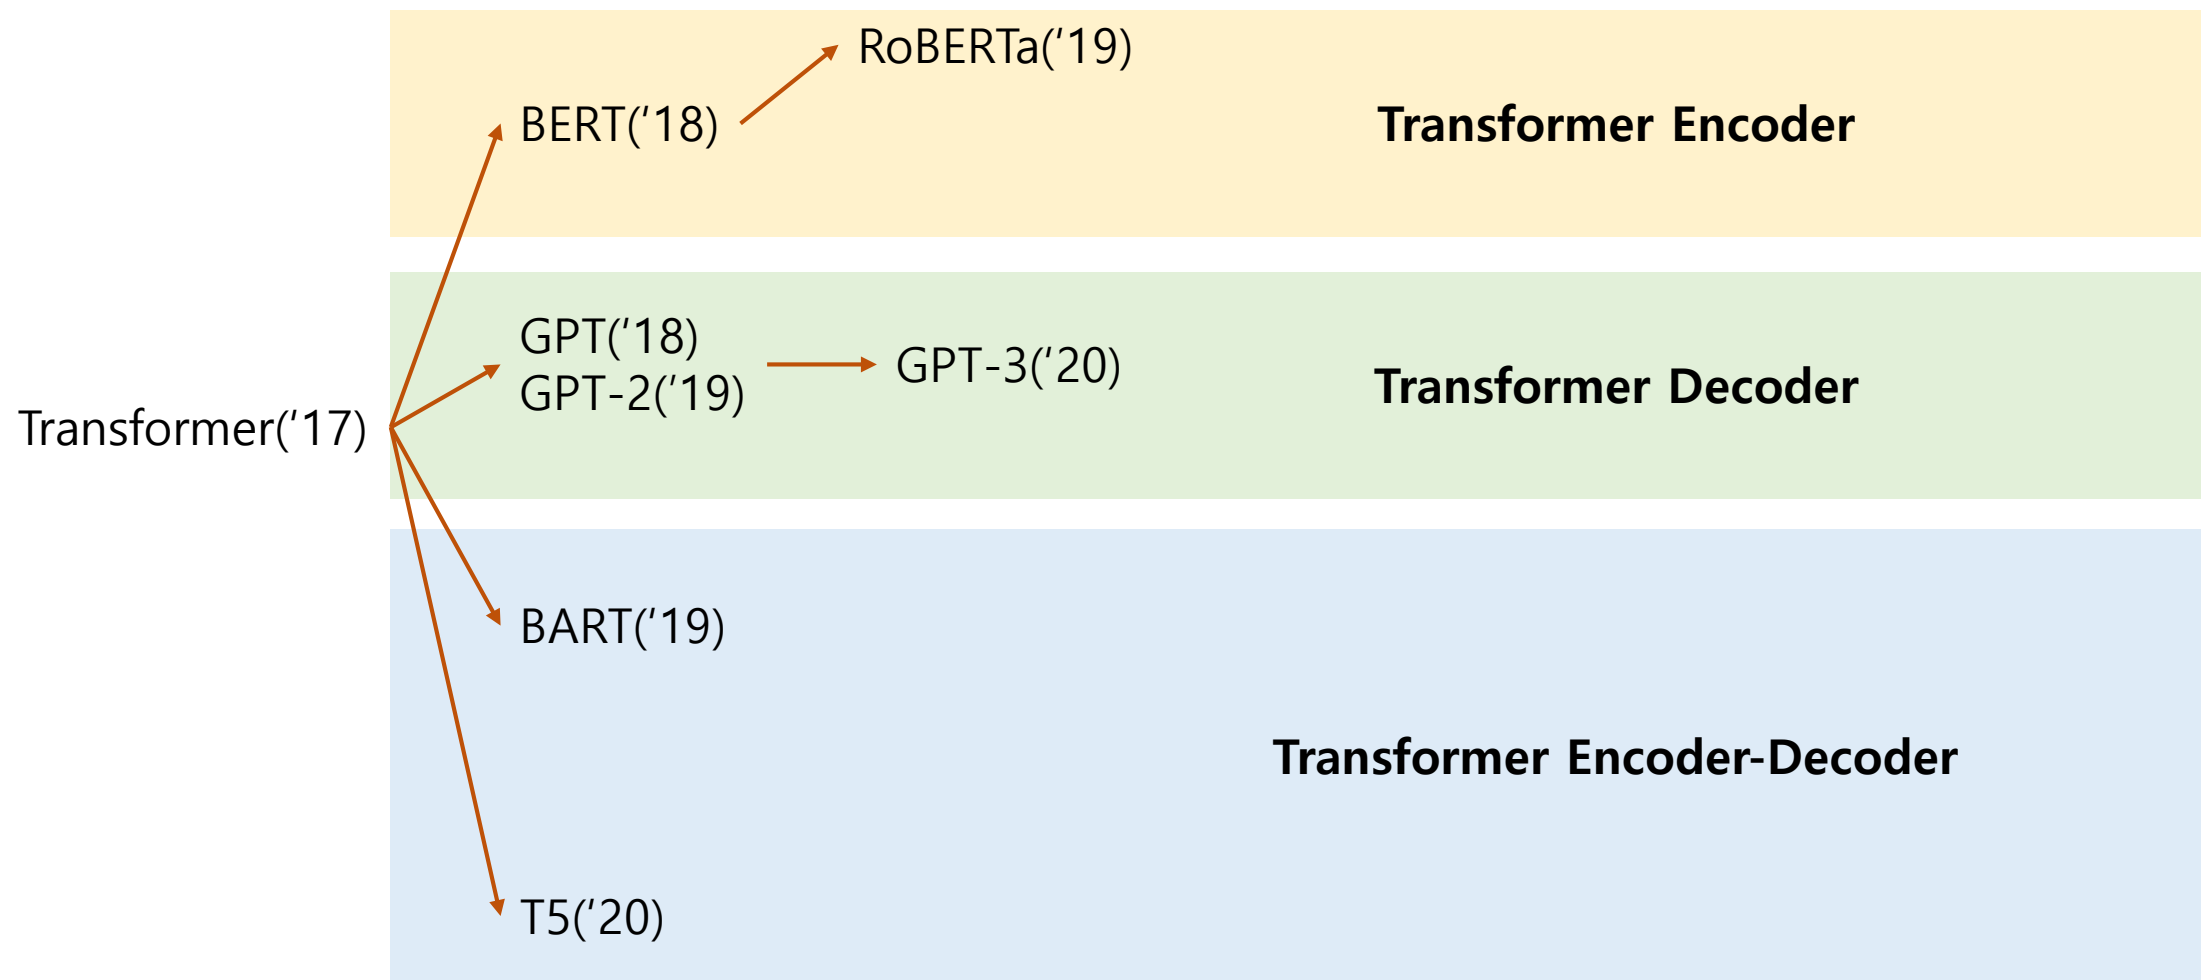 RoBERTa(‘19)
BERT(‘18)
Transformer Encoder
GPT(‘18)
GPT-2(’19)
GPT-3(‘20)
Transformer Decoder
Transformer(‘17)
BART(‘19)
Transformer Encoder-Decoder
T5(‘20)